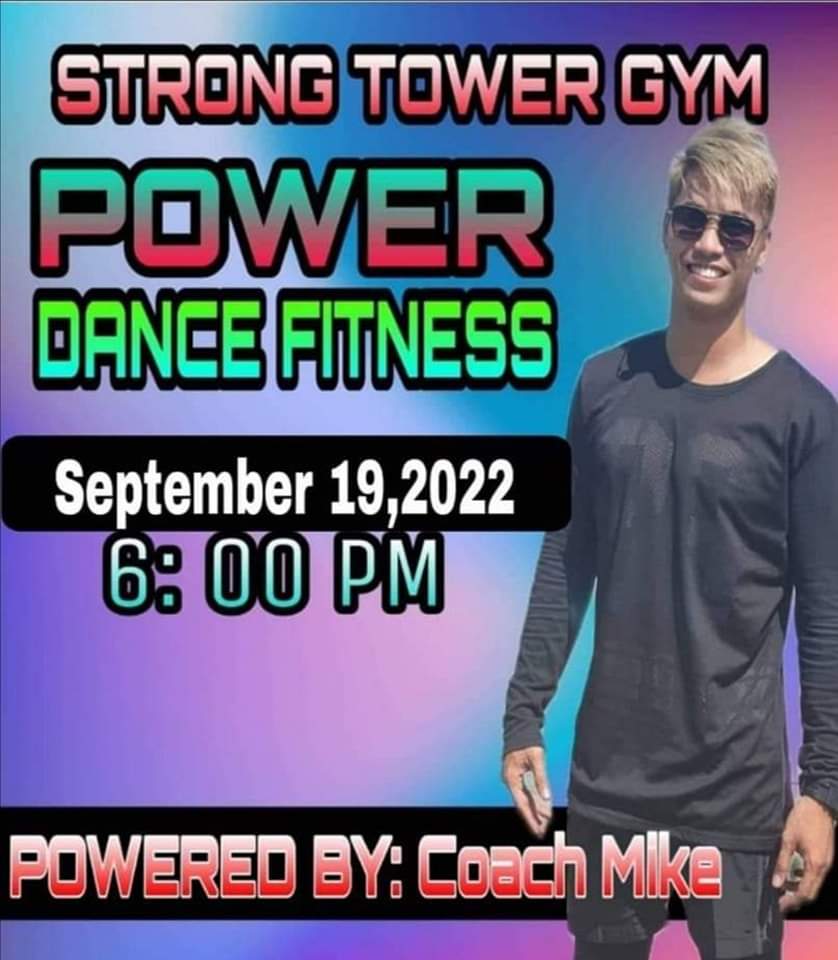 STRONG TOWER GYM
POWER
DANCE FITNESS
September 19,2022
6: 00 PM
POWERED BY: Coach Mike